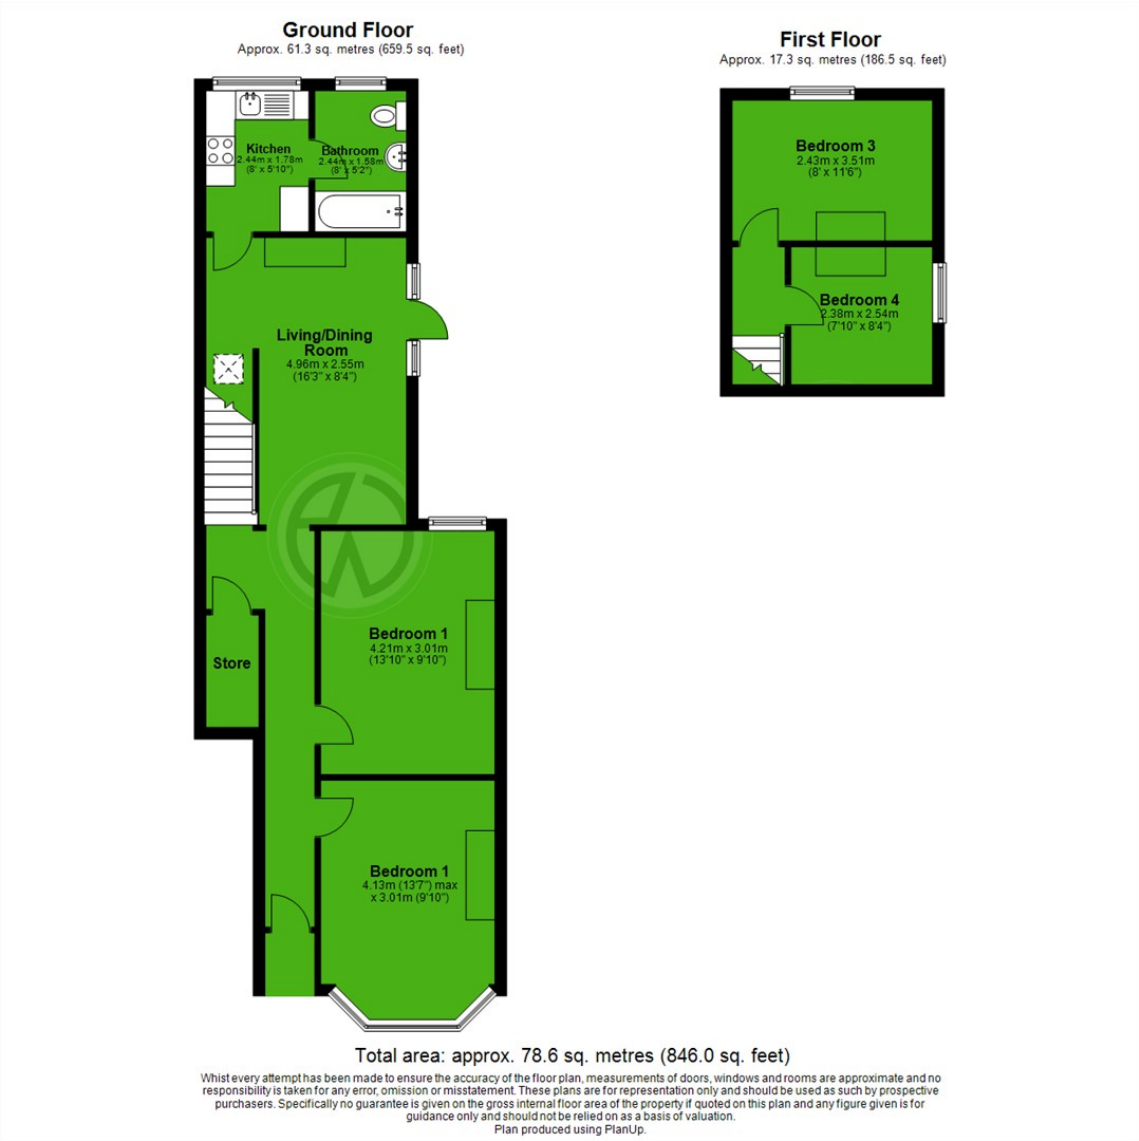 Ground Floor
Approx. 61.3 sq. metres (659.5 sq. feet)
Kitchen
2.44m x 1.78m
(8' x 5'10")
Bathroom
2.44m x 1.58m
(8' x 5'2")
Living/Dining
Room
4.96m x 2.55m
(16'3" x 8'4")
Bedroom 1
4.21m x 3.01m
(13'10" x 9'10")
Store
Bedroom 1
4.13m (13'7") max
x 3.01m (9'10")
First Floor
Approx. 17.3 sq. metres (186.5 sq. feet)
Bedroom 3
2.43m x 3.51m
(8' x 11'6")
Bedroom 4
2.38m x 2.54m
(7'10" x 8'4")
Total area: approx. 78.6 sq. metres (846.0 sq. feet)
Whist every attempt has been made to ensure the accuracy of the floor plan, measurements of doors, windows and rooms are approximate and no
responsibility is taken for any error, omission or misstatement. These plans are for representation only and should be used as such by prospective
purchasers. Specifically no guarantee is given on the gross internal floor area of the property if quoted on this plan and any figure given is for
guidance only and should not be relied on as a basis of valuation.
Plan produced using PlanUp.